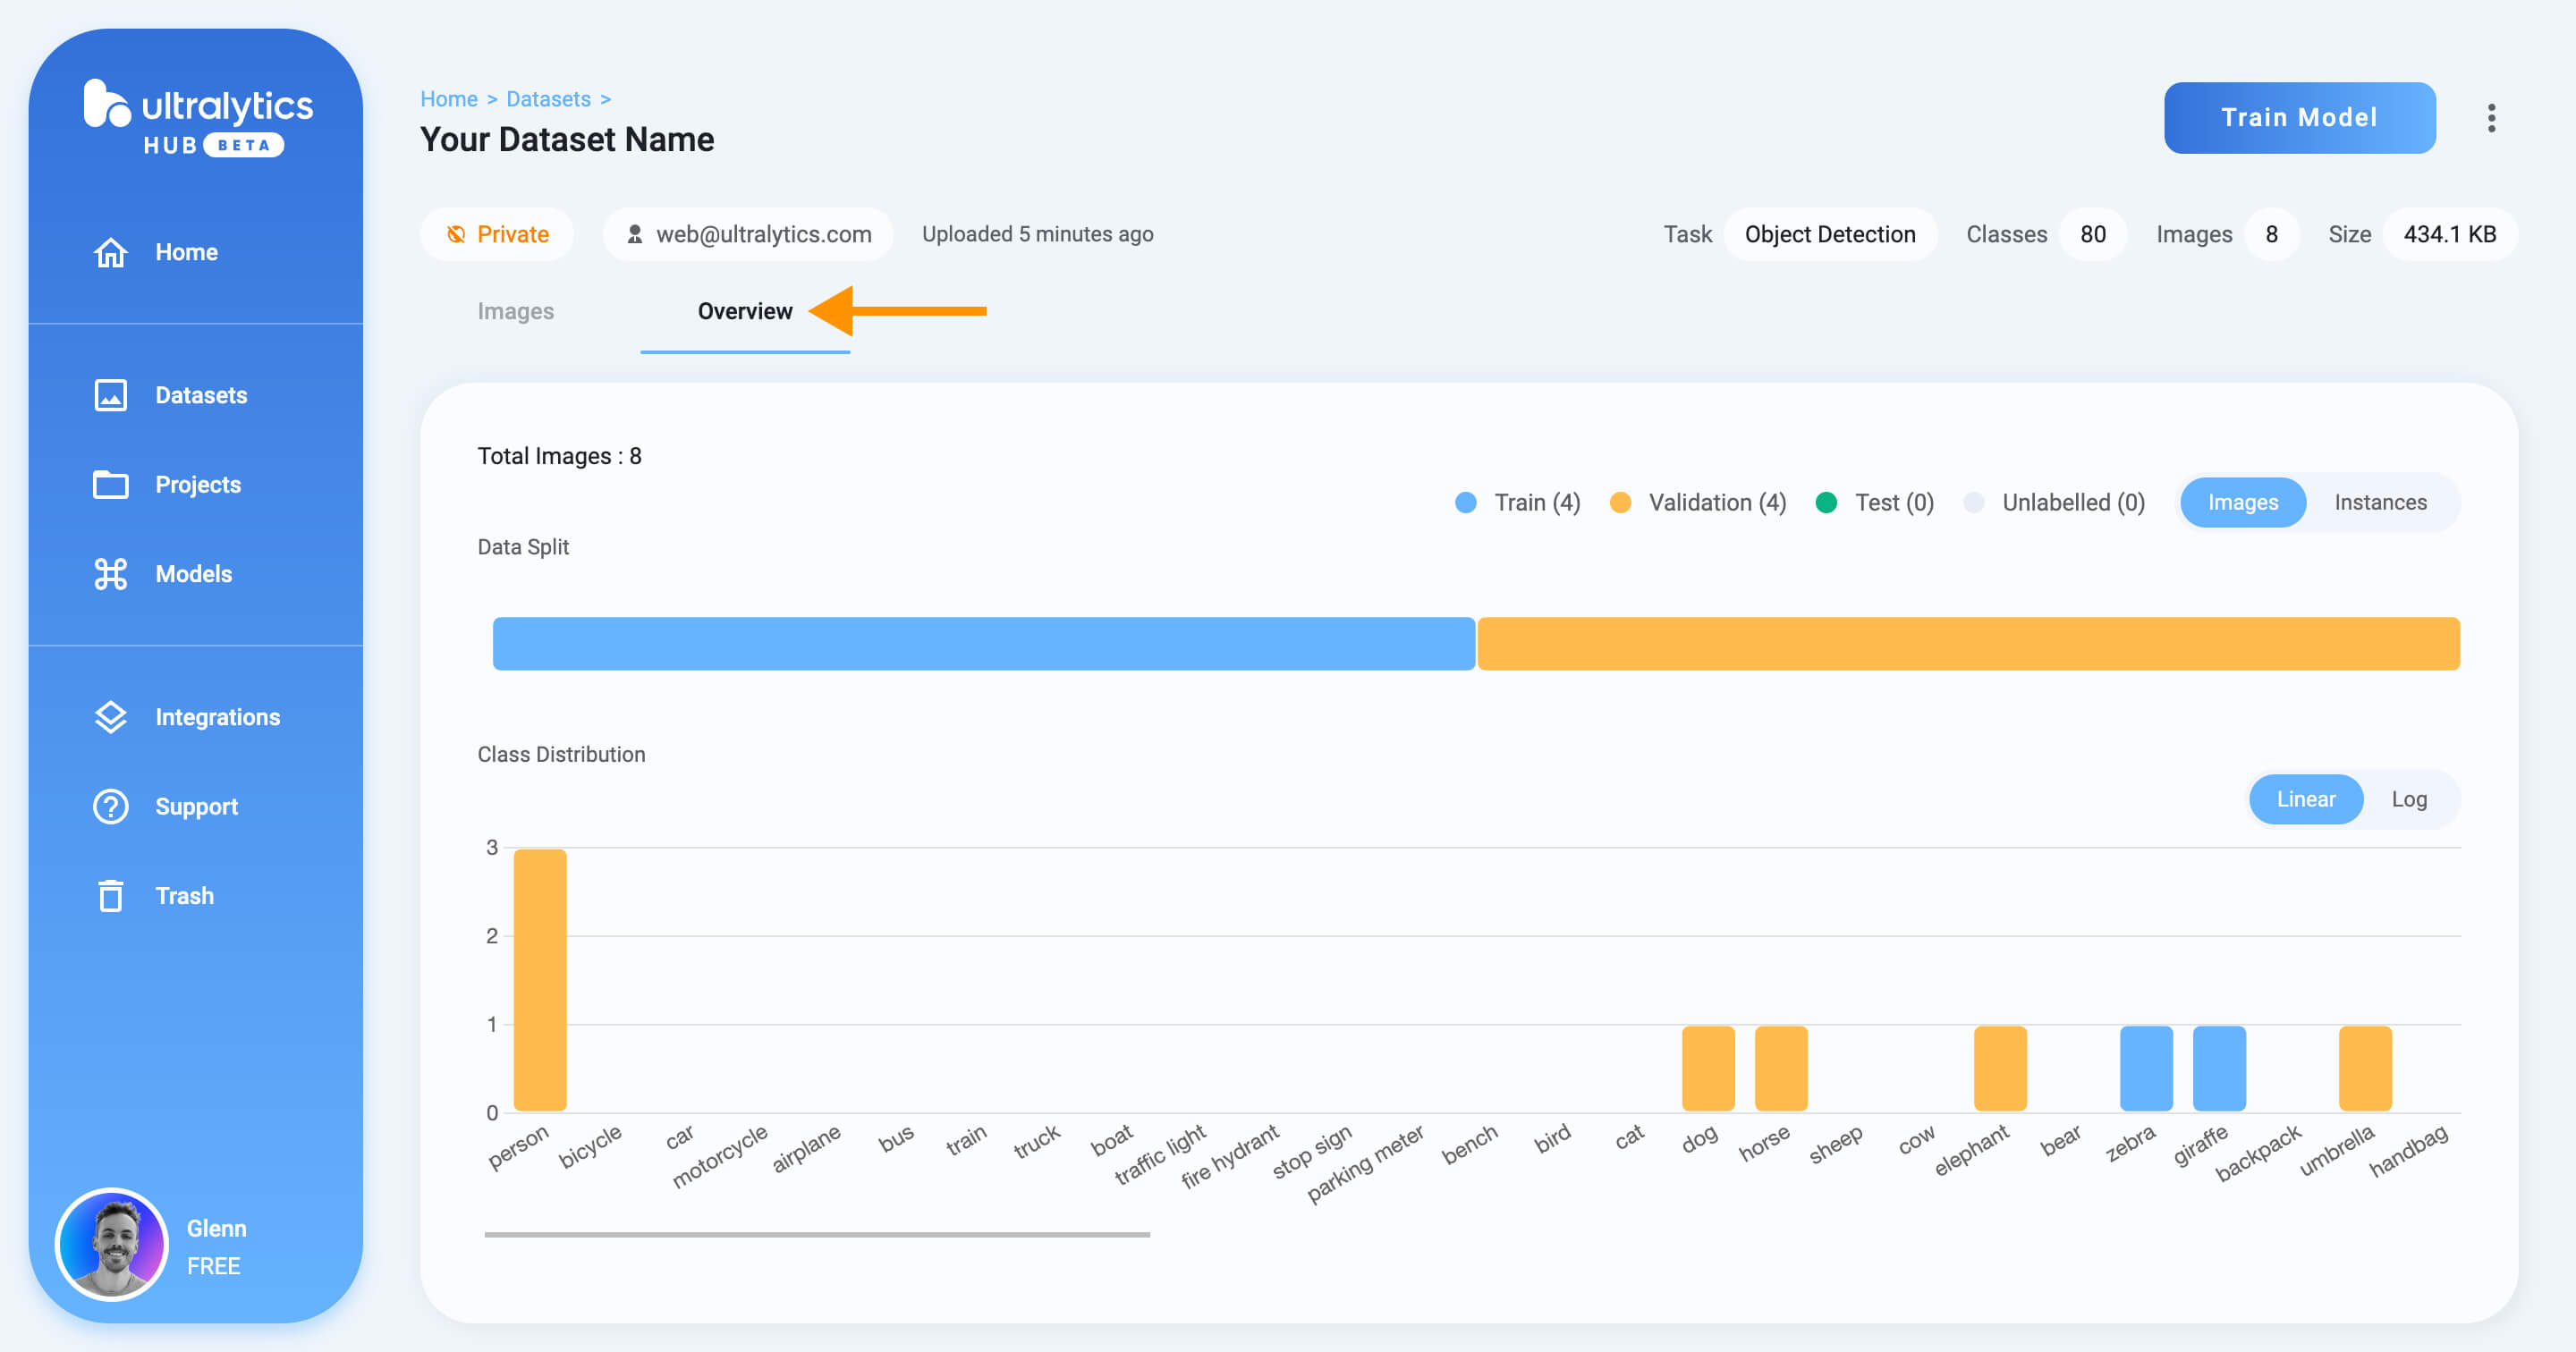 ultralytics
HUB BETA
Home
Datasets
Projects
Models
Integrations
Support
Trash
Glenn
FREE
Home > Datasets >
Your Dataset Name
Train Model
Private web@ultralytics.com Uploaded 5 minutes ago Task Object Detection Classes 80 Images 8 Size 434.1 KB
Images Overview
Total Images : 8
Train (4) Validation (4) Test (0) Unlabelled (0) Images Instances
Data Split
Class Distribution
Linear Log
3
2
1
0
person bicycle car motorcycle airplane bus train truck boat traffic light fire hydrant stop sign parking meter bench bird cat dog horse sheep cow elephant bear zebra giraffe backpack umbrella handbag